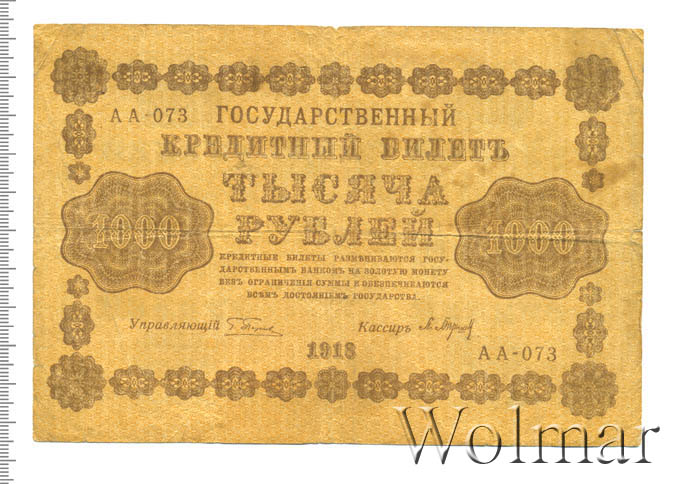 АА-073 ГОСУДАРСТВЕННЫЙ
КРЕДИТНЫЙ БИЛЕТЪ
ТЫСЯЧА
РУБЛЕЙ
1000
1000
КРЕДИТНЫЕ БИЛЕТЫ РАЗМѢНИВАЮТСЯ ГОСУ-
ДАРСТВЕННЫМЪ БАНКОМЪ НА ЗОЛОТУЮ МОНЕТУ
БЕЗЪ ОГРАНИЧЕНІЯ СУММЫ И ОБЕЗПЕЧИВАЮТСЯ
ВСѢМЪ ДОСТОЯНІЕМЪ ГОСУДАРСТВА.
Управляющій
Кассиръ
1918
АА-073
Wolmar